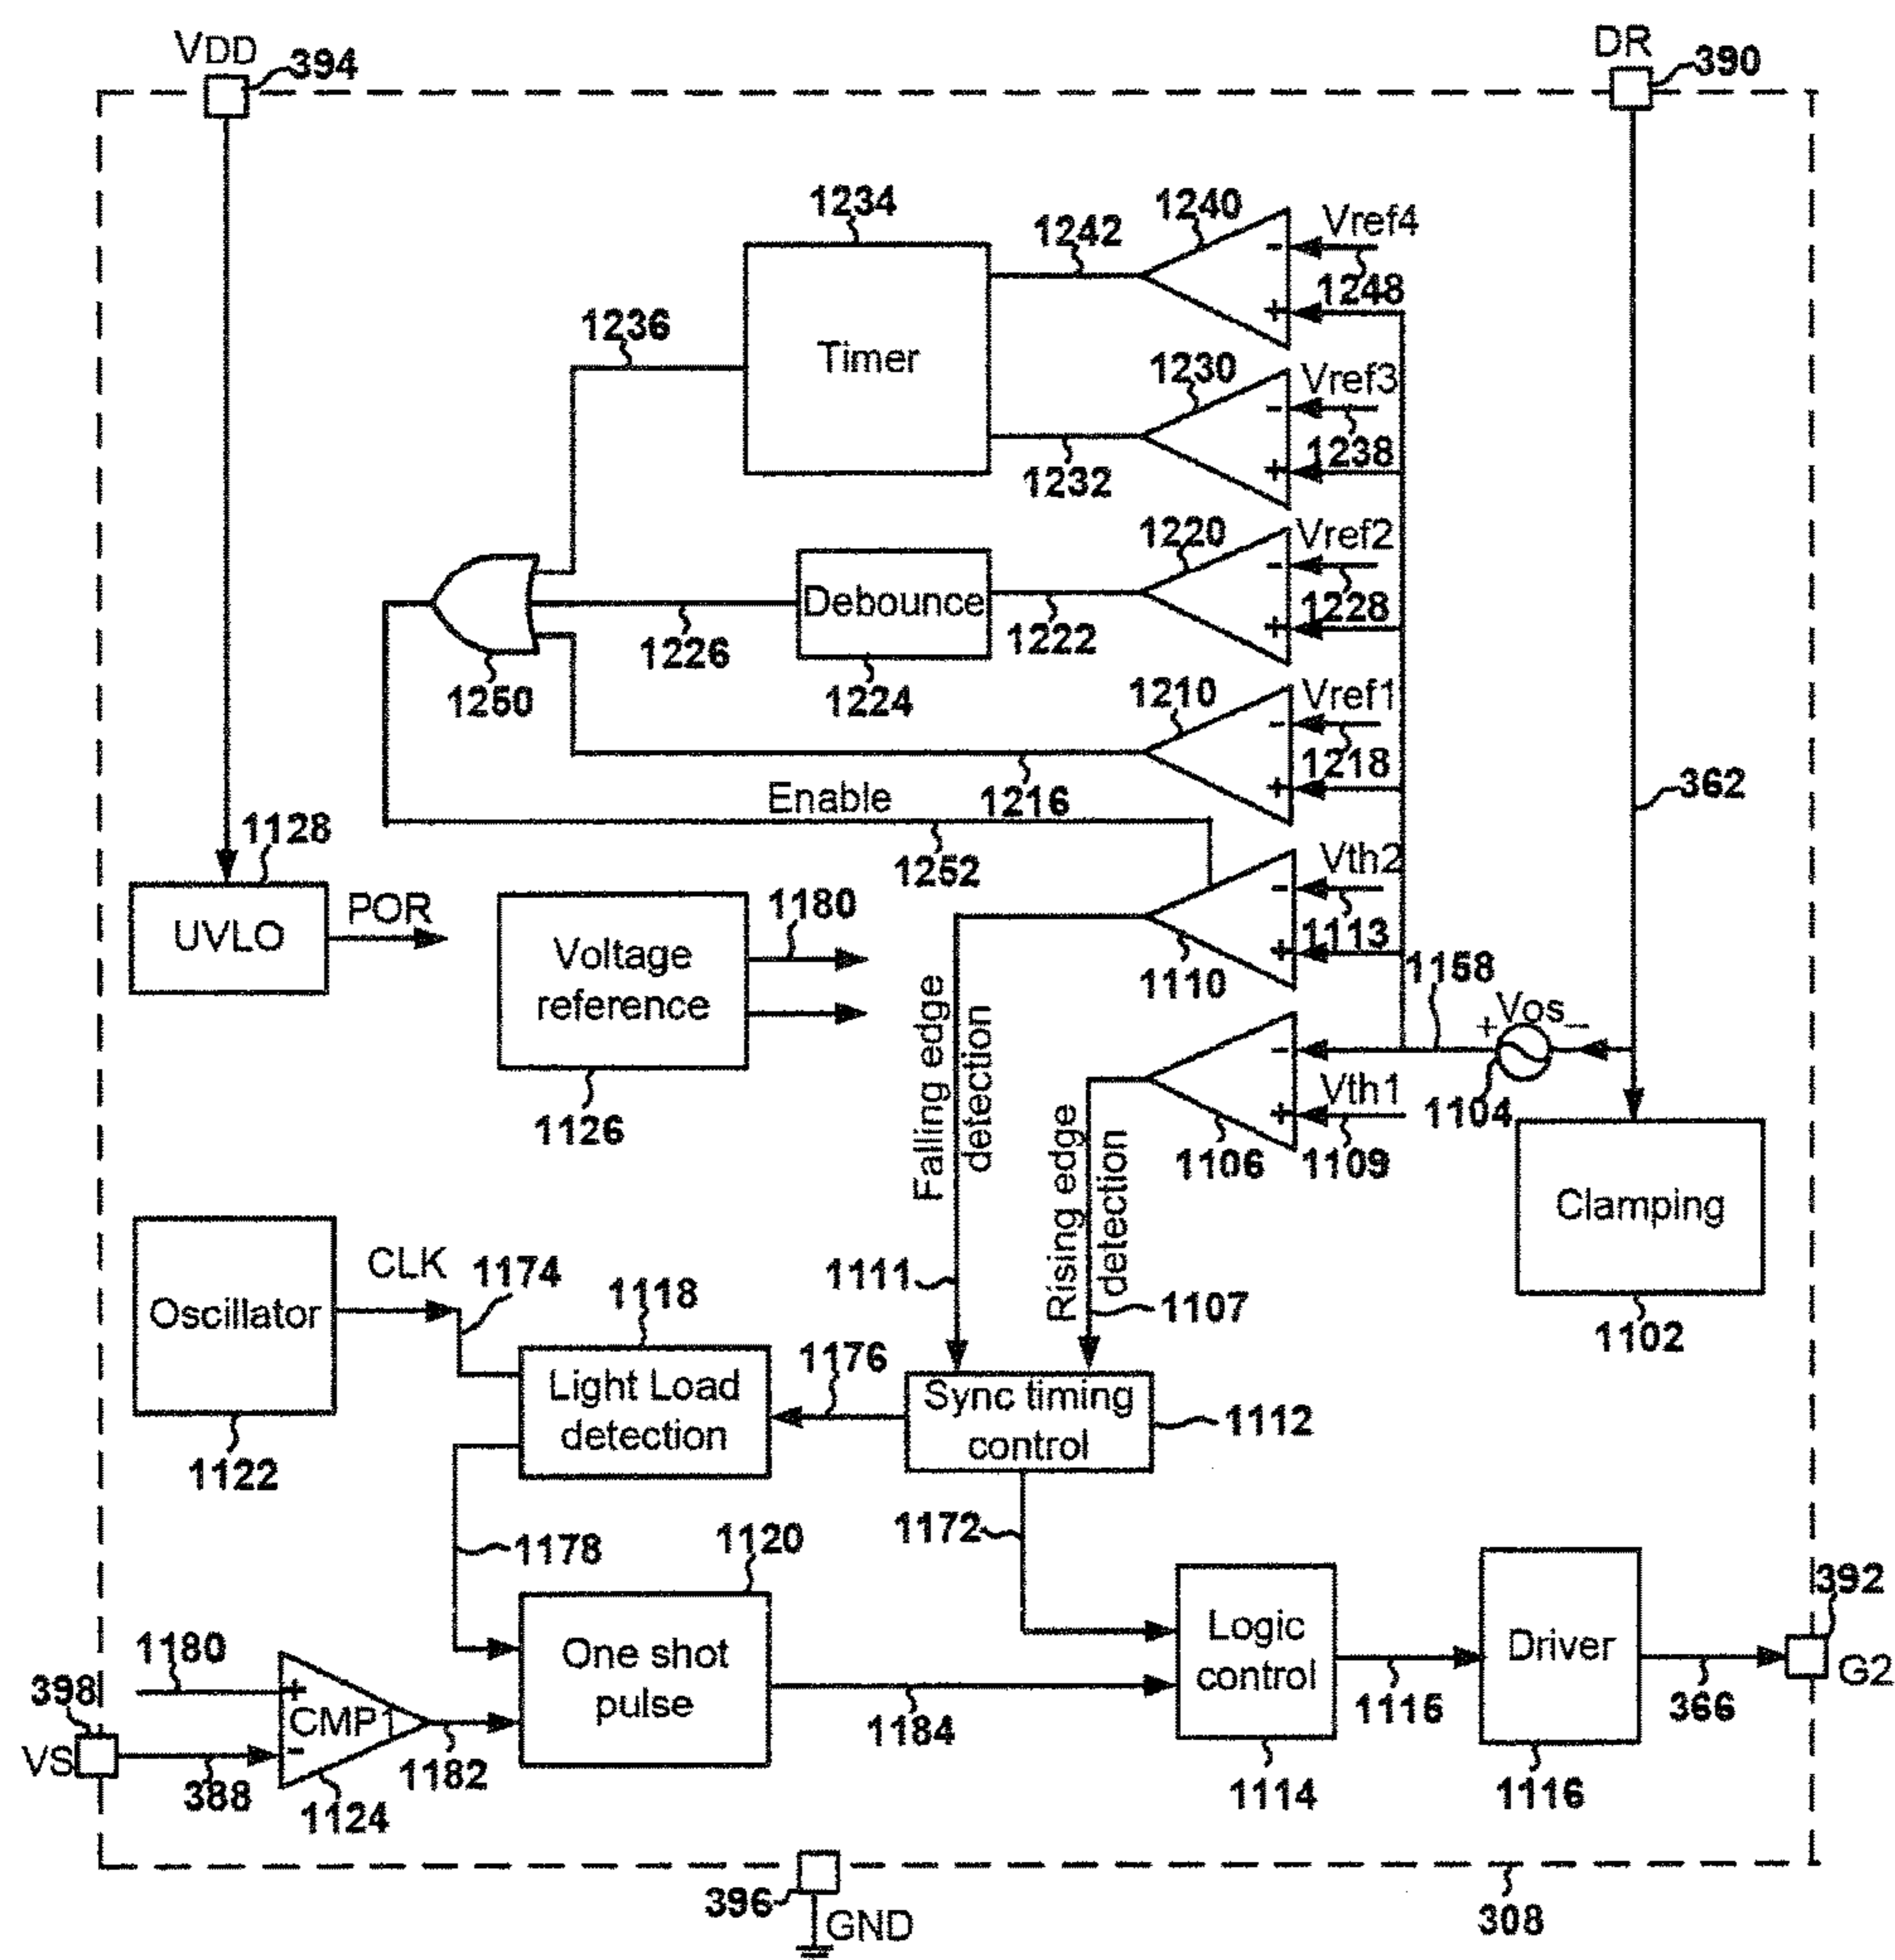 VDD
394
DR
390
1234
1242
1240
Vref4
1248
-
+
1236
Timer
1230
Vref3
1238
-
+
1232
1220
Vref2
1228
-
+
Debounce
1222
1226
1224
1250
1210
Vref1
1218
-
+
1216
362
Enable
1252
1128
UVLO
POR
Voltage
reference
1180
1126
Vth2
1113
-
+
1110
1158
+ Vos -
1104
-
+
Vth1
1109
1106
Falling edge
detection
Rising edge
detection
1111
1107
Clamping
1102
Oscillator
CLK
1174
1122
1118
Light Load
detection
1176
Sync timing
control
1112
1178
1172
1120
One shot
pulse
1180
398
VS
388
+
CMP1
-
1124
1182
1184
Logic
control
1114
1115
Driver
1116
366
392
G2
396
GND
308